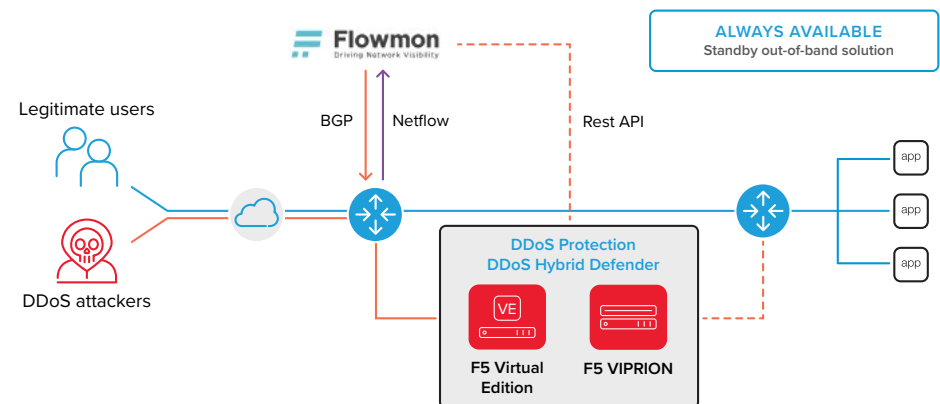 Flowmon
Driving Network Visibility
ALWAYS AVAILABLE
Standby out-of-band solution
Legitimate users
BGP
Netflow
Rest API
app
app
app
DDoS attackers
DDoS Protection
DDoS Hybrid Defender
VE
F5 Virtual
Edition
F5 VIPRION